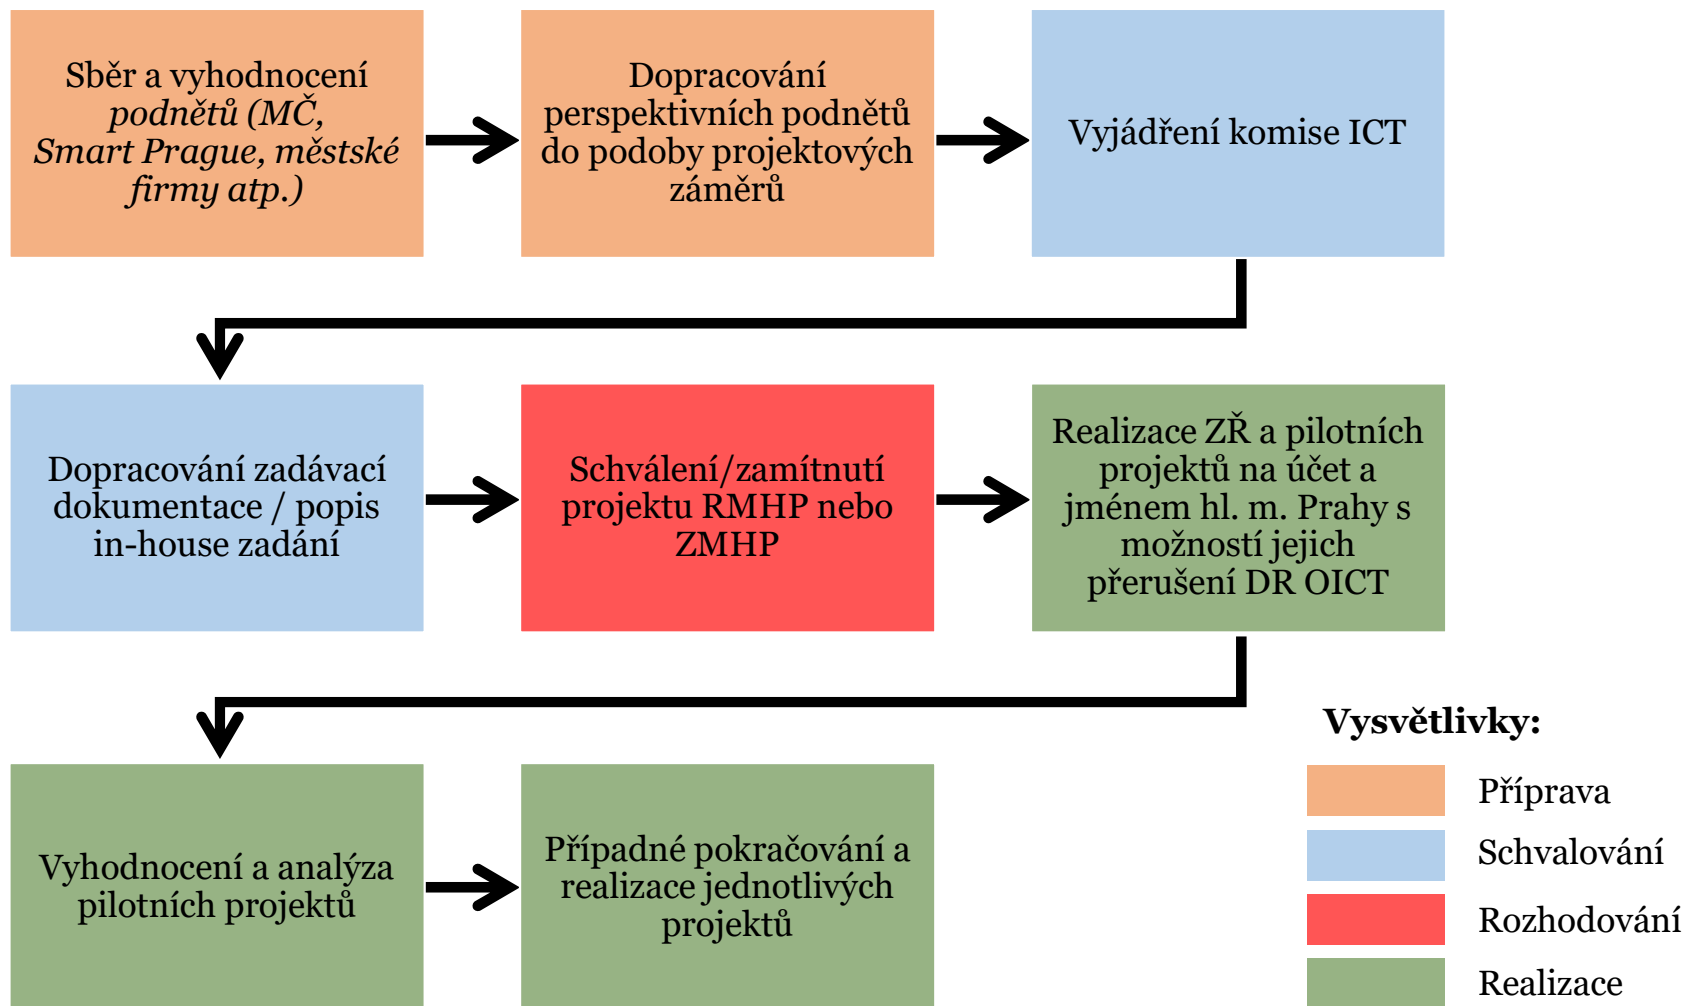 Sběr a vyhodnocení
podnětů (MČ,
Smart Prague, městské
firmy atp.)
Dopracování
perspektivních podnětů
do podoby projektových
záměrů
Vyjádření komise ICT
Dopracování zadávací
dokumentace / popis
in-house zadání
Schválení/zamítnutí
projektu RMHP nebo
ZMHP
Realizace ZŘ a pilotních
projektů na účet a
jménem hl. m. Prahy s
možností jejich
přerušení DR OICT
Vyhodnocení a analýza
pilotních projektů
Případné pokračování a
realizace jednotlivých
projektů
Vysvětlivky:
Příprava
Schvalování
Rozhodování
Realizace